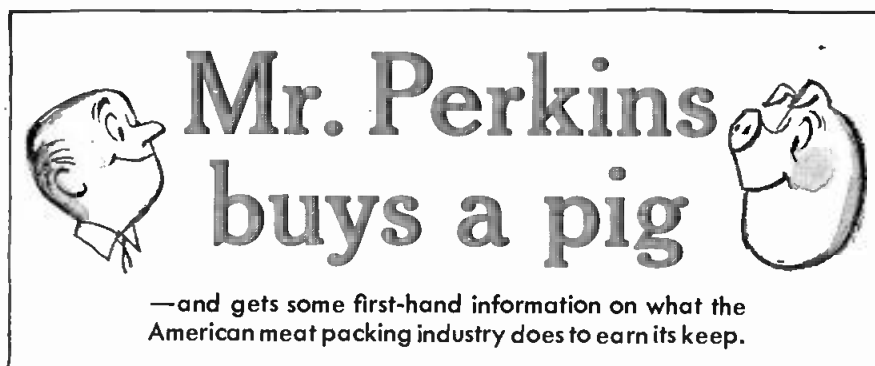 Mr. Perkins
buys a pig
—and gets some first-hand information on what the
American meat packing industry does to earn its keep.